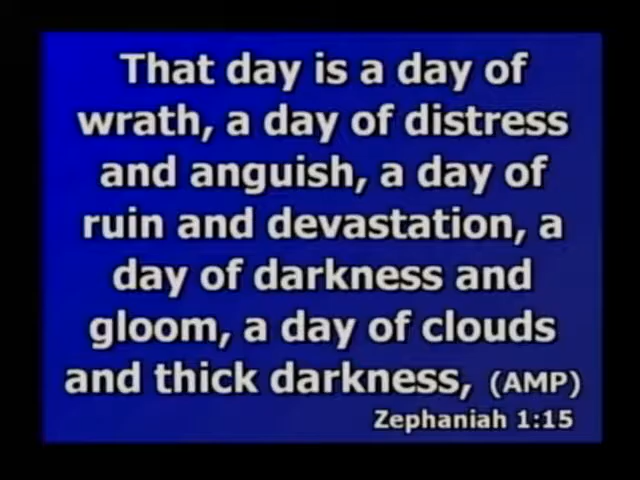 That day is a day of
wrath, a day of distress
and anguish, a day of
ruin and devastation, a
day of darkness and
gloom, a day of clouds
and thick darkness, (AMP)
Zephaniah 1:15